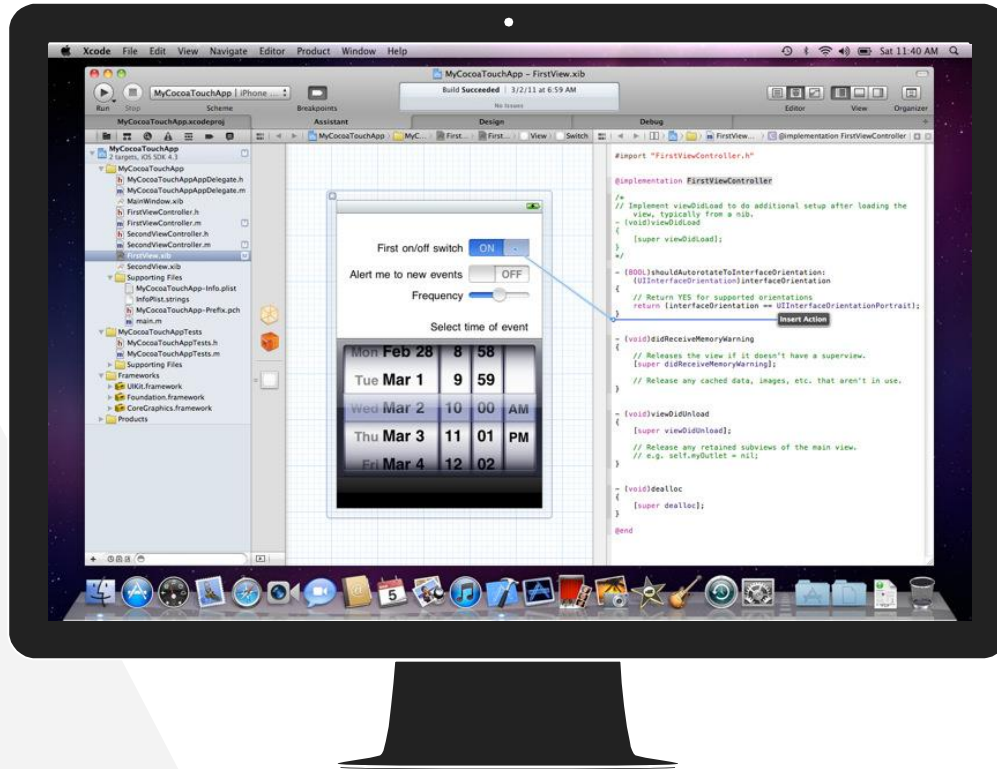 Xcode File Edit View Navigate Editor Product Window Help
Sat 11:40 AM
MyCocoaTouchApp – FirstView.xib
MyCocoaTouchApp | iPhone ...
Build Succeeded | 3/2/11 at 6:59 AM
No Issues
Run Stop Scheme Breakpoints
Editor View Organizer
MyCocoaTouchApp.xcodeproj Assistant Design Debug
MyCocoaTouchApp MyC... First... First... View Switch
FirstView... @implementation FirstViewController
MyCocoaTouchApp
2 targets, iOS SDK 4.3
MyCocoaTouchApp
h MyCocoaTouchAppAppDelegate.h
m MyCocoaTouchAppAppDelegate.m
MainWindow.xib
h FirstViewController.h
m FirstViewController.m
h SecondViewController.h
m SecondViewController.m
FirstView.xib
SecondView.xib
Supporting Files
MyCocoaTouchApp-Info.plist
InfoPlist.strings
h MyCocoaTouchApp-Prefix.pch
m main.m
MyCocoaTouchAppTests
h MyCocoaTouchAppTests.h
m MyCocoaTouchAppTests.m
Supporting Files
Frameworks
UIKit.framework
Foundation.framework
CoreGraphics.framework
Products
First on/off switch ON
Alert me to new events OFF
Frequency
Select time of event
Mon Feb 28 8 58
Tue Mar 1 9 59
Wed Mar 2 10 00 AM
Thu Mar 3 11 01 PM
Fri Mar 4 12 02
#import "FirstViewController.h"
@implementation FirstViewController
/*
// Implement viewDidLoad to do additional setup after loading the
view, typically from a nib.
- (void)viewDidLoad
{
[super viewDidLoad];
}
*/
- (BOOL)shouldAutorotateToInterfaceOrientation:
(UIInterfaceOrientation)interfaceOrientation
{
// Return YES for supported orientations
return (interfaceOrientation == UIInterfaceOrientationPortrait);
}
Insert Action
- (void)didReceiveMemoryWarning
{
// Releases the view if it doesn't have a superview.
[super didReceiveMemoryWarning];
// Release any cached data, images, etc. that aren't in use.
}
- (void)viewDidUnload
{
[super viewDidUnload];
// Release any retained subviews of the main view.
// e.g. self.myOutlet = nil;
}
- (void)dealloc
{
[super dealloc];
}
@end
5